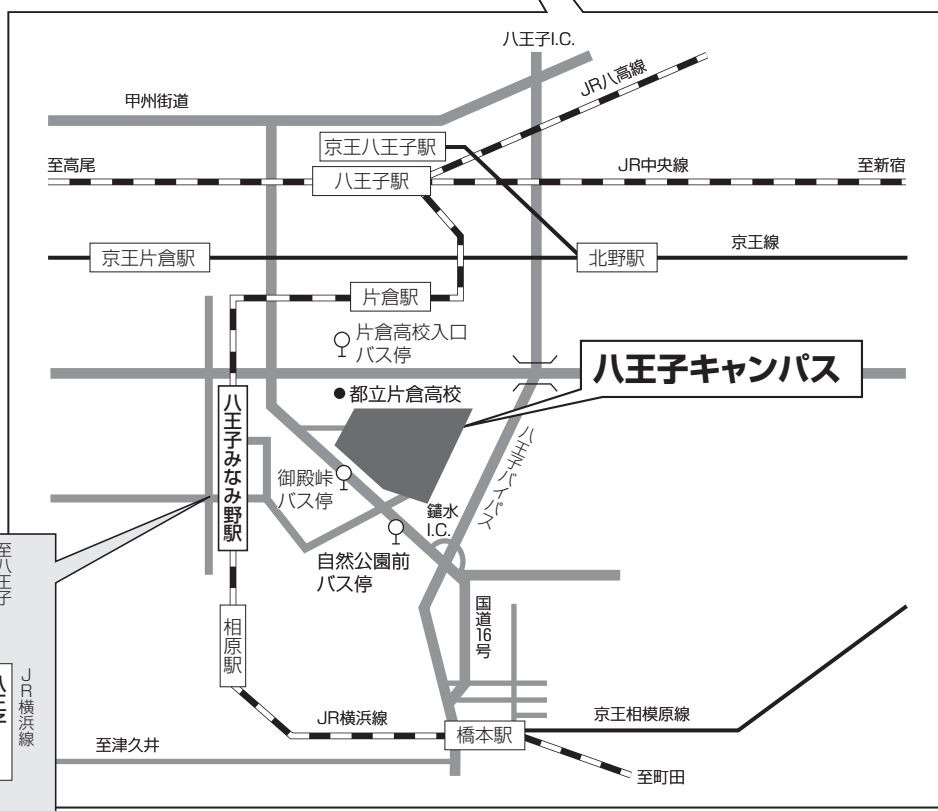 八王子I.C.
JR八高線
甲州街道
京王八王子駅
至高尾
八王子駅
JR中央線
至新宿
京王片倉駅
北野駅
京王線
片倉駅
片倉高校入口
バス停
八王子キャンパス
都立片倉高校
八王子みなみ野駅
八王子バイパス
御殿峠
バス停
鑓水
I.C.
自然公園前
バス停
至八王子
国道16号
相原駅
JR横浜線
JR横浜線
京王相模原線
橋本駅
至津久井
至町田